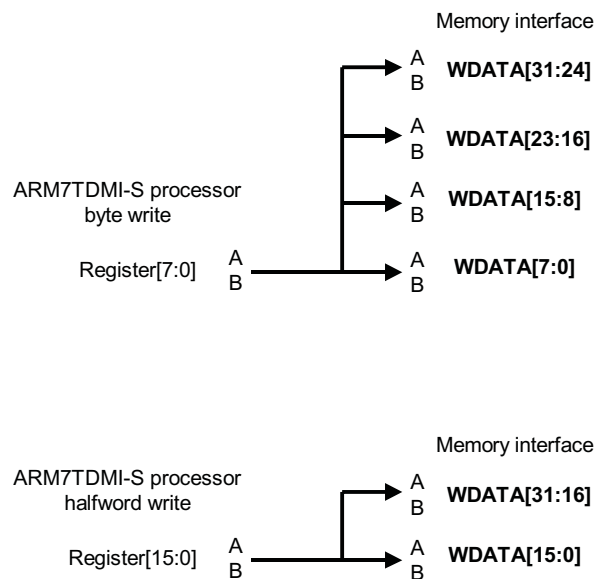 Memory interface
A
B
WDATA[31:24]
A
B
WDATA[23:16]
ARM7TDMI-S processor
byte write
A
B
WDATA[15:8]
Register[7:0]
A
B
A
B
WDATA[7:0]
Memory interface
ARM7TDMI-S processor
halfword write
A
B
WDATA[31:16]
Register[15:0]
A
B
A
B
WDATA[15:0]